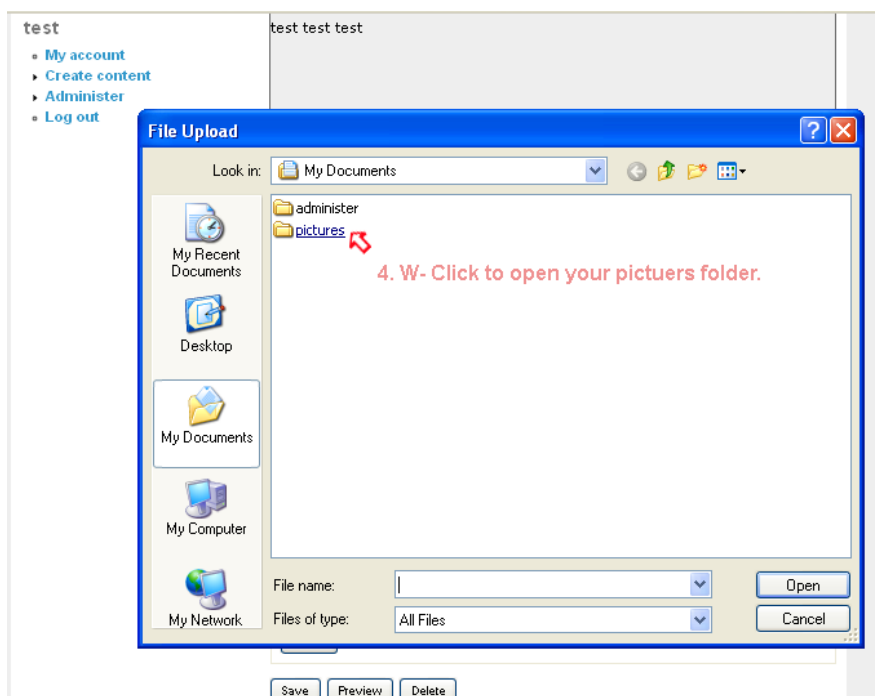 test
test test test
My account
Create content
Administer
Log out
File Upload
Look in: My Documents
administer
pictures
4. W- Click to open your pictuers folder.
My Recent
Documents
Desktop
My Documents
My Computer
My Network
File name:
Open
Files of type: All Files
Cancel
Save Preview Delete